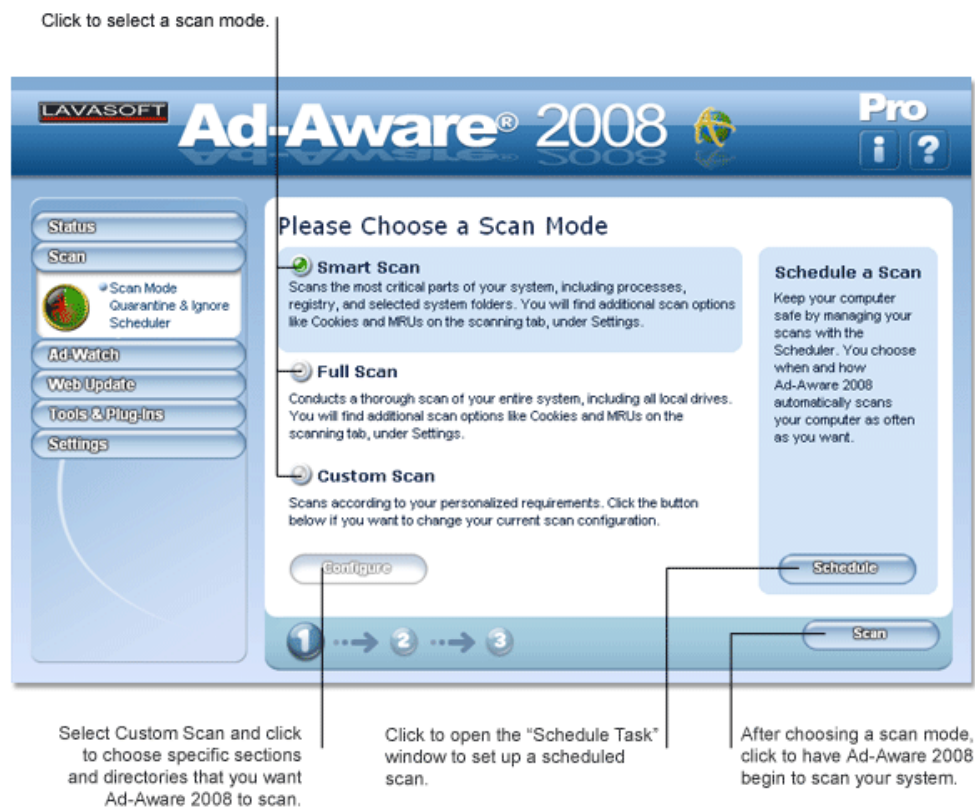 Click to select a scan mode.
LAVASOFT
Ad-Aware® 2008
Pro
i ?
Status
Scan
Scan Mode
Quarantine & Ignore
Scheduler
Ad-Watch
Web Update
Tools & Plug-Ins
Settings
Please Choose a Scan Mode
Smart Scan
Scans the most critical parts of your system, including processes,
registry, and selected system folders. You will find additional scan options
like Cookies and MRUs on the scanning tab, under Settings.
Full Scan
Conducts a thorough scan of your entire system, including all local drives.
You will find additional scan options like Cookies and MRUs on the
scanning tab, under Settings.
Custom Scan
Scans according to your personalized requirements. Click the button
below if you want to change your current scan configuration.
Configure
Schedule a Scan
Keep your computer
safe by managing your
scans with the
Scheduler. You choose
when and how
Ad-Aware 2008
automatically scans
your computer as often
as you want.
Schedule
1 2 3
Scan
Select Custom Scan and click
to choose specific sections
and directories that you want
Ad-Aware 2008 to scan.
Click to open the “Schedule Task”
window to set up a scheduled
scan.
After choosing a scan mode,
click to have Ad-Aware 2008
begin to scan your system.